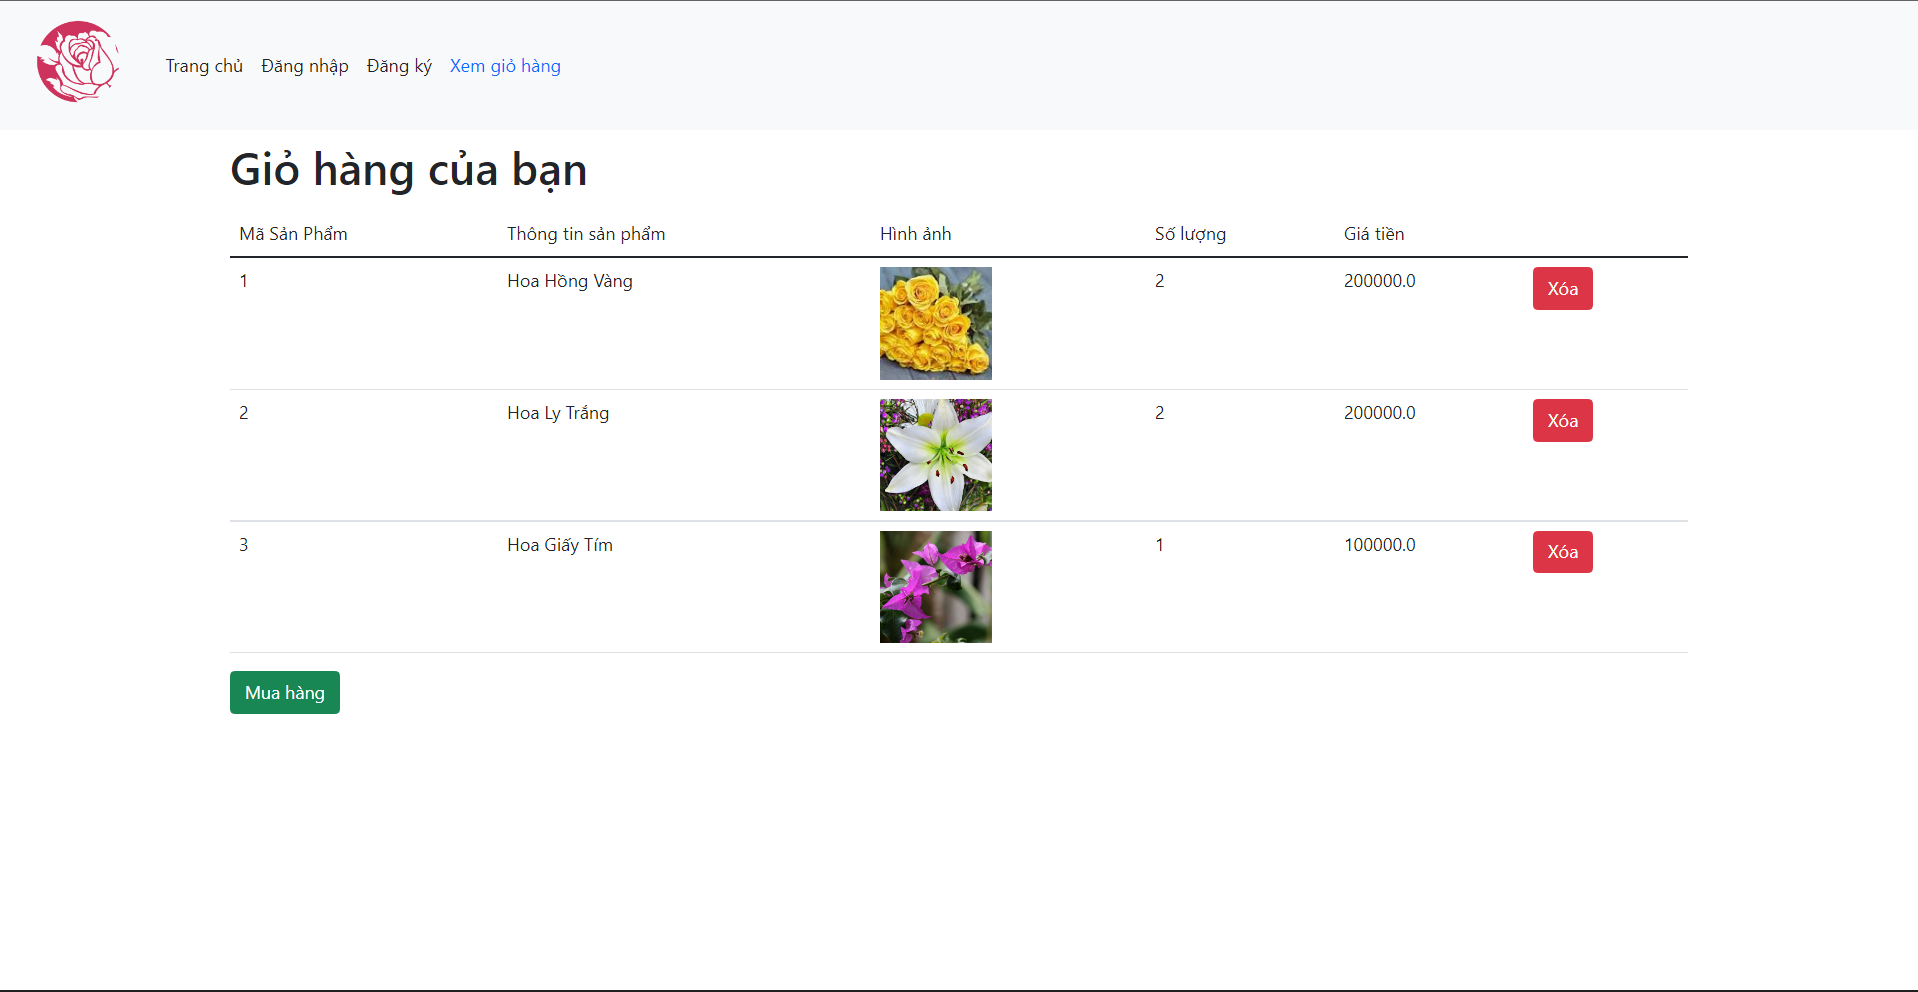 Trang chủ Đăng nhập Đăng ký Xem giỏ hàng
Giỏ hàng của bạn
Mã Sản Phẩm Thông tin sản phẩm Hình ảnh Số lượng Giá tiền
1 Hoa Hồng Vàng 2 200000.0 Xóa
2 Hoa Ly Trắng 2 200000.0 Xóa
3 Hoa Giấy Tím 1 100000.0 Xóa
Mua hàng